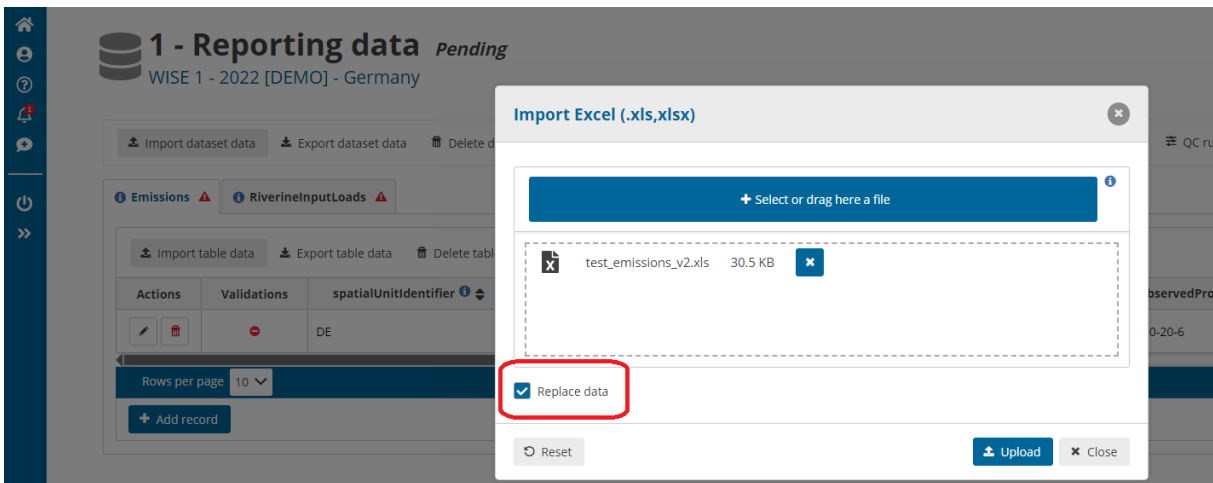 1 - Reporting data Pending
WISE 1 - 2022 [DEMO] - Germany
1
Import dataset data Export dataset data Delete d
QC ru
Emissions RiverineInputLoads
Import table data Export table data Delete tabl
Actions Validations spatialUnitIdentifier
bservedPro
DE
0-20-6
Rows per page 10
Add record
Import Excel (.xls,xlsx)
Select or drag here a file
test_emissions_v2.xls 30.5 KB
Replace data
Reset Upload Close